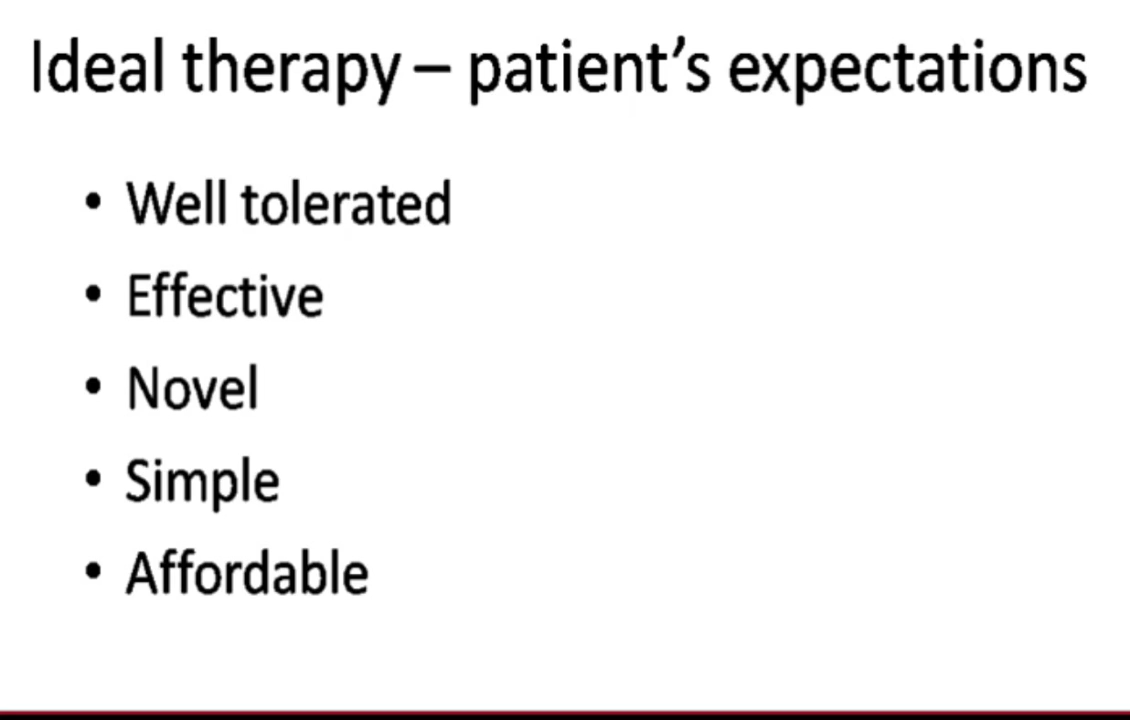 Ideal therapy – patient’s expectations
• Well tolerated
• Effective
• Novel
• Simple
• Affordable